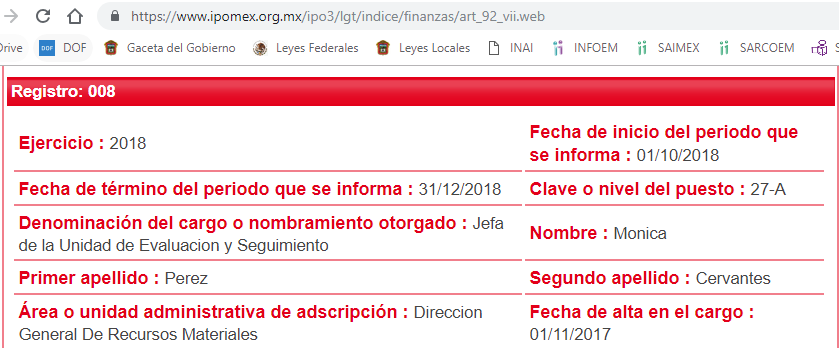 https://www.ipomex.org.mx/ipo3/lgt/indice/finanzas/art_92_vii.web
Drive DOF DOF Gaceta del Gobierno Leyes Federales Leyes Locales INAI INFOEM SAIMEX SARCOEM S
Registro: 008
Ejercicio : 2018
Fecha de inicio del periodo que
se informa : 01/10/2018
Fecha de término del periodo que se informa : 31/12/2018
Clave o nivel del puesto : 27-A
Denominación del cargo o nombramiento otorgado : Jefa
de la Unidad de Evaluacion y Seguimiento
Nombre : Monica
Primer apellido : Perez
Segundo apellido : Cervantes
Área o unidad administrativa de adscripción : Direccion
General De Recursos Materiales
Fecha de alta en el cargo :
01/11/2017